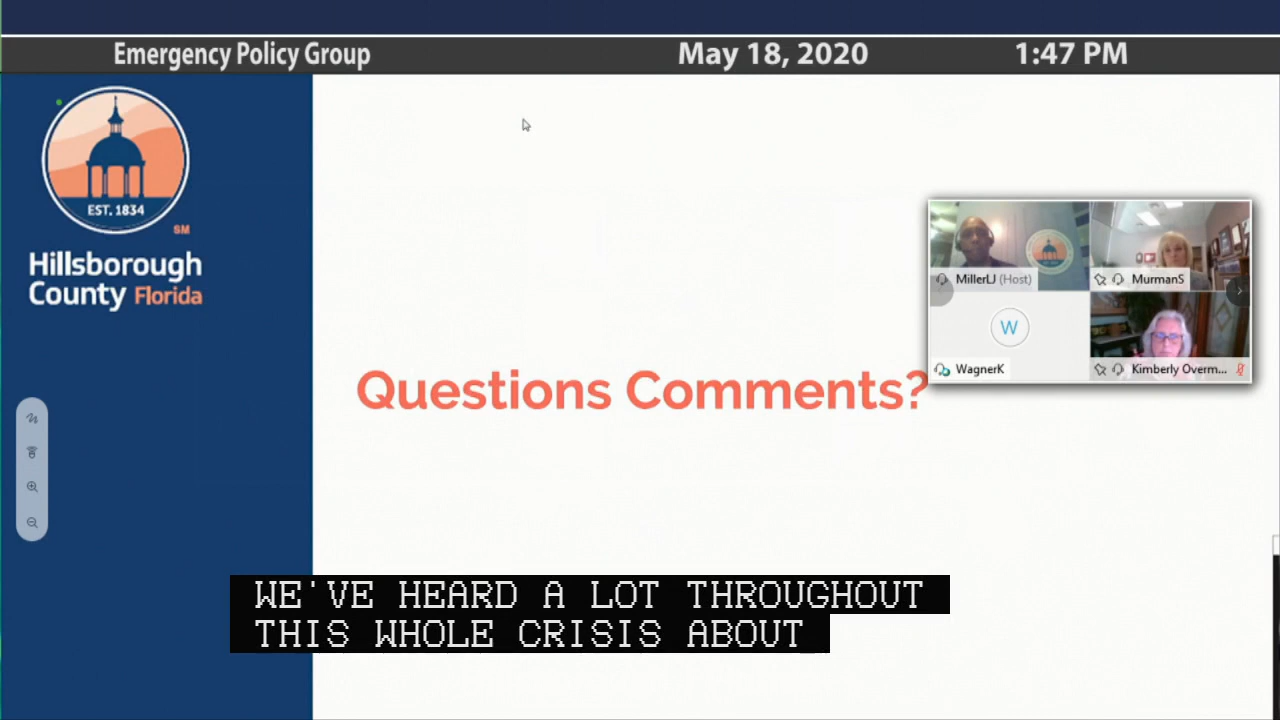 Emergency Policy Group May 18, 2020 1:47 PM
EST. 1834
SM
Hillsborough
County Florida
MillerLJ (Host) MurmanS
W
WagnerK Kimberly Overm...
Questions Comments?
WE'VE HEARD A LOT THROUGHOUT
THIS WHOLE CRISIS ABOUT